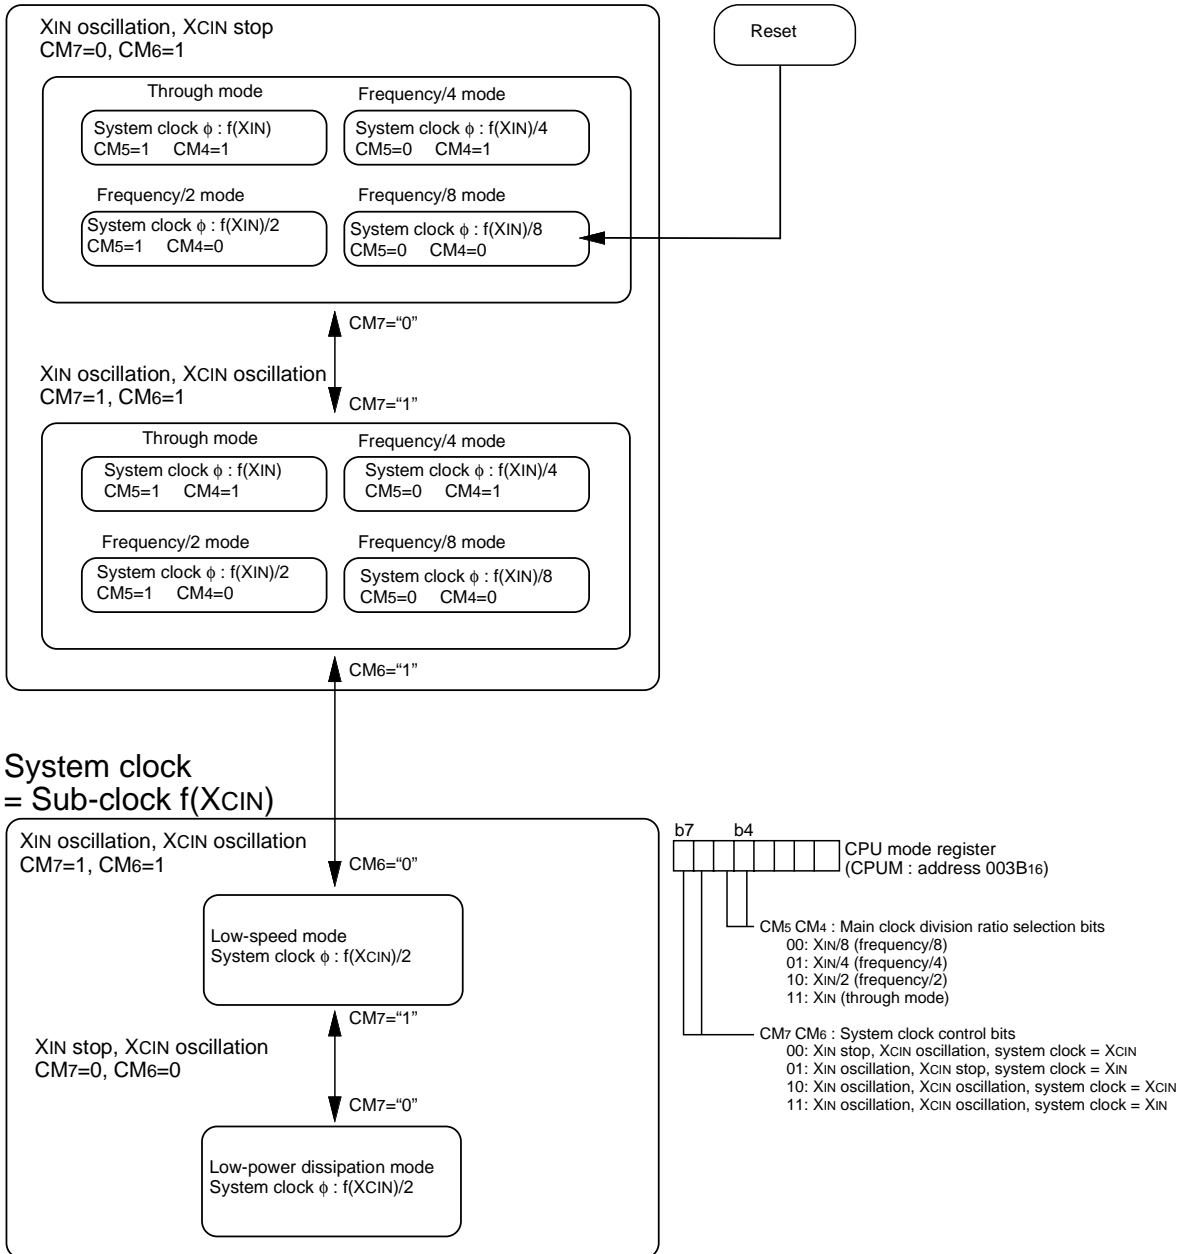 XIN oscillation, XCIN stop
CM7=0, CM6=1
Reset
Through mode
System clock ϕ : f(XIN)
CM5=1 CM4=1
Frequency/4 mode
System clock ϕ : f(XIN)/4
CM5=0 CM4=1
Frequency/2 mode
System clock ϕ : f(XIN)/2
CM5=1 CM4=0
Frequency/8 mode
System clock ϕ : f(XIN)/8
CM5=0 CM4=0
CM7=“0”
XIN oscillation, XCIN oscillation
CM7=1, CM6=1
CM7=“1”
Through mode
System clock ϕ : f(XIN)
CM5=1 CM4=1
Frequency/4 mode
System clock ϕ : f(XIN)/4
CM5=0 CM4=1
Frequency/2 mode
System clock ϕ : f(XIN)/2
CM5=1 CM4=0
Frequency/8 mode
System clock ϕ : f(XIN)/8
CM5=0 CM4=0
CM6=“1”
System clock
= Sub-clock f(XCIN)
XIN oscillation, XCIN oscillation
CM7=1, CM6=1
CM6=“0”
Low-speed mode
System clock ϕ : f(XCIN)/2
CM7=“1”
XIN stop, XCIN oscillation
CM7=0, CM6=0
CM7=“0”
Low-power dissipation mode
System clock ϕ : f(XCIN)/2
b7 b4
CPU mode register
(CPUM : address 003B16)
CM5 CM4 : Main clock division ratio selection bits
00: XIN/8 (frequency/8)
01: XIN/4 (frequency/4)
10: XIN/2 (frequency/2)
11: XIN (through mode)
CM7 CM6 : System clock control bits
00: XIN stop, XCIN oscillation, system clock = XCIN
01: XIN oscillation, XCIN stop, system clock = XIN
10: XIN oscillation, XCIN oscillation, system clock = XCIN
11: XIN oscillation, XCIN oscillation, system clock = XIN